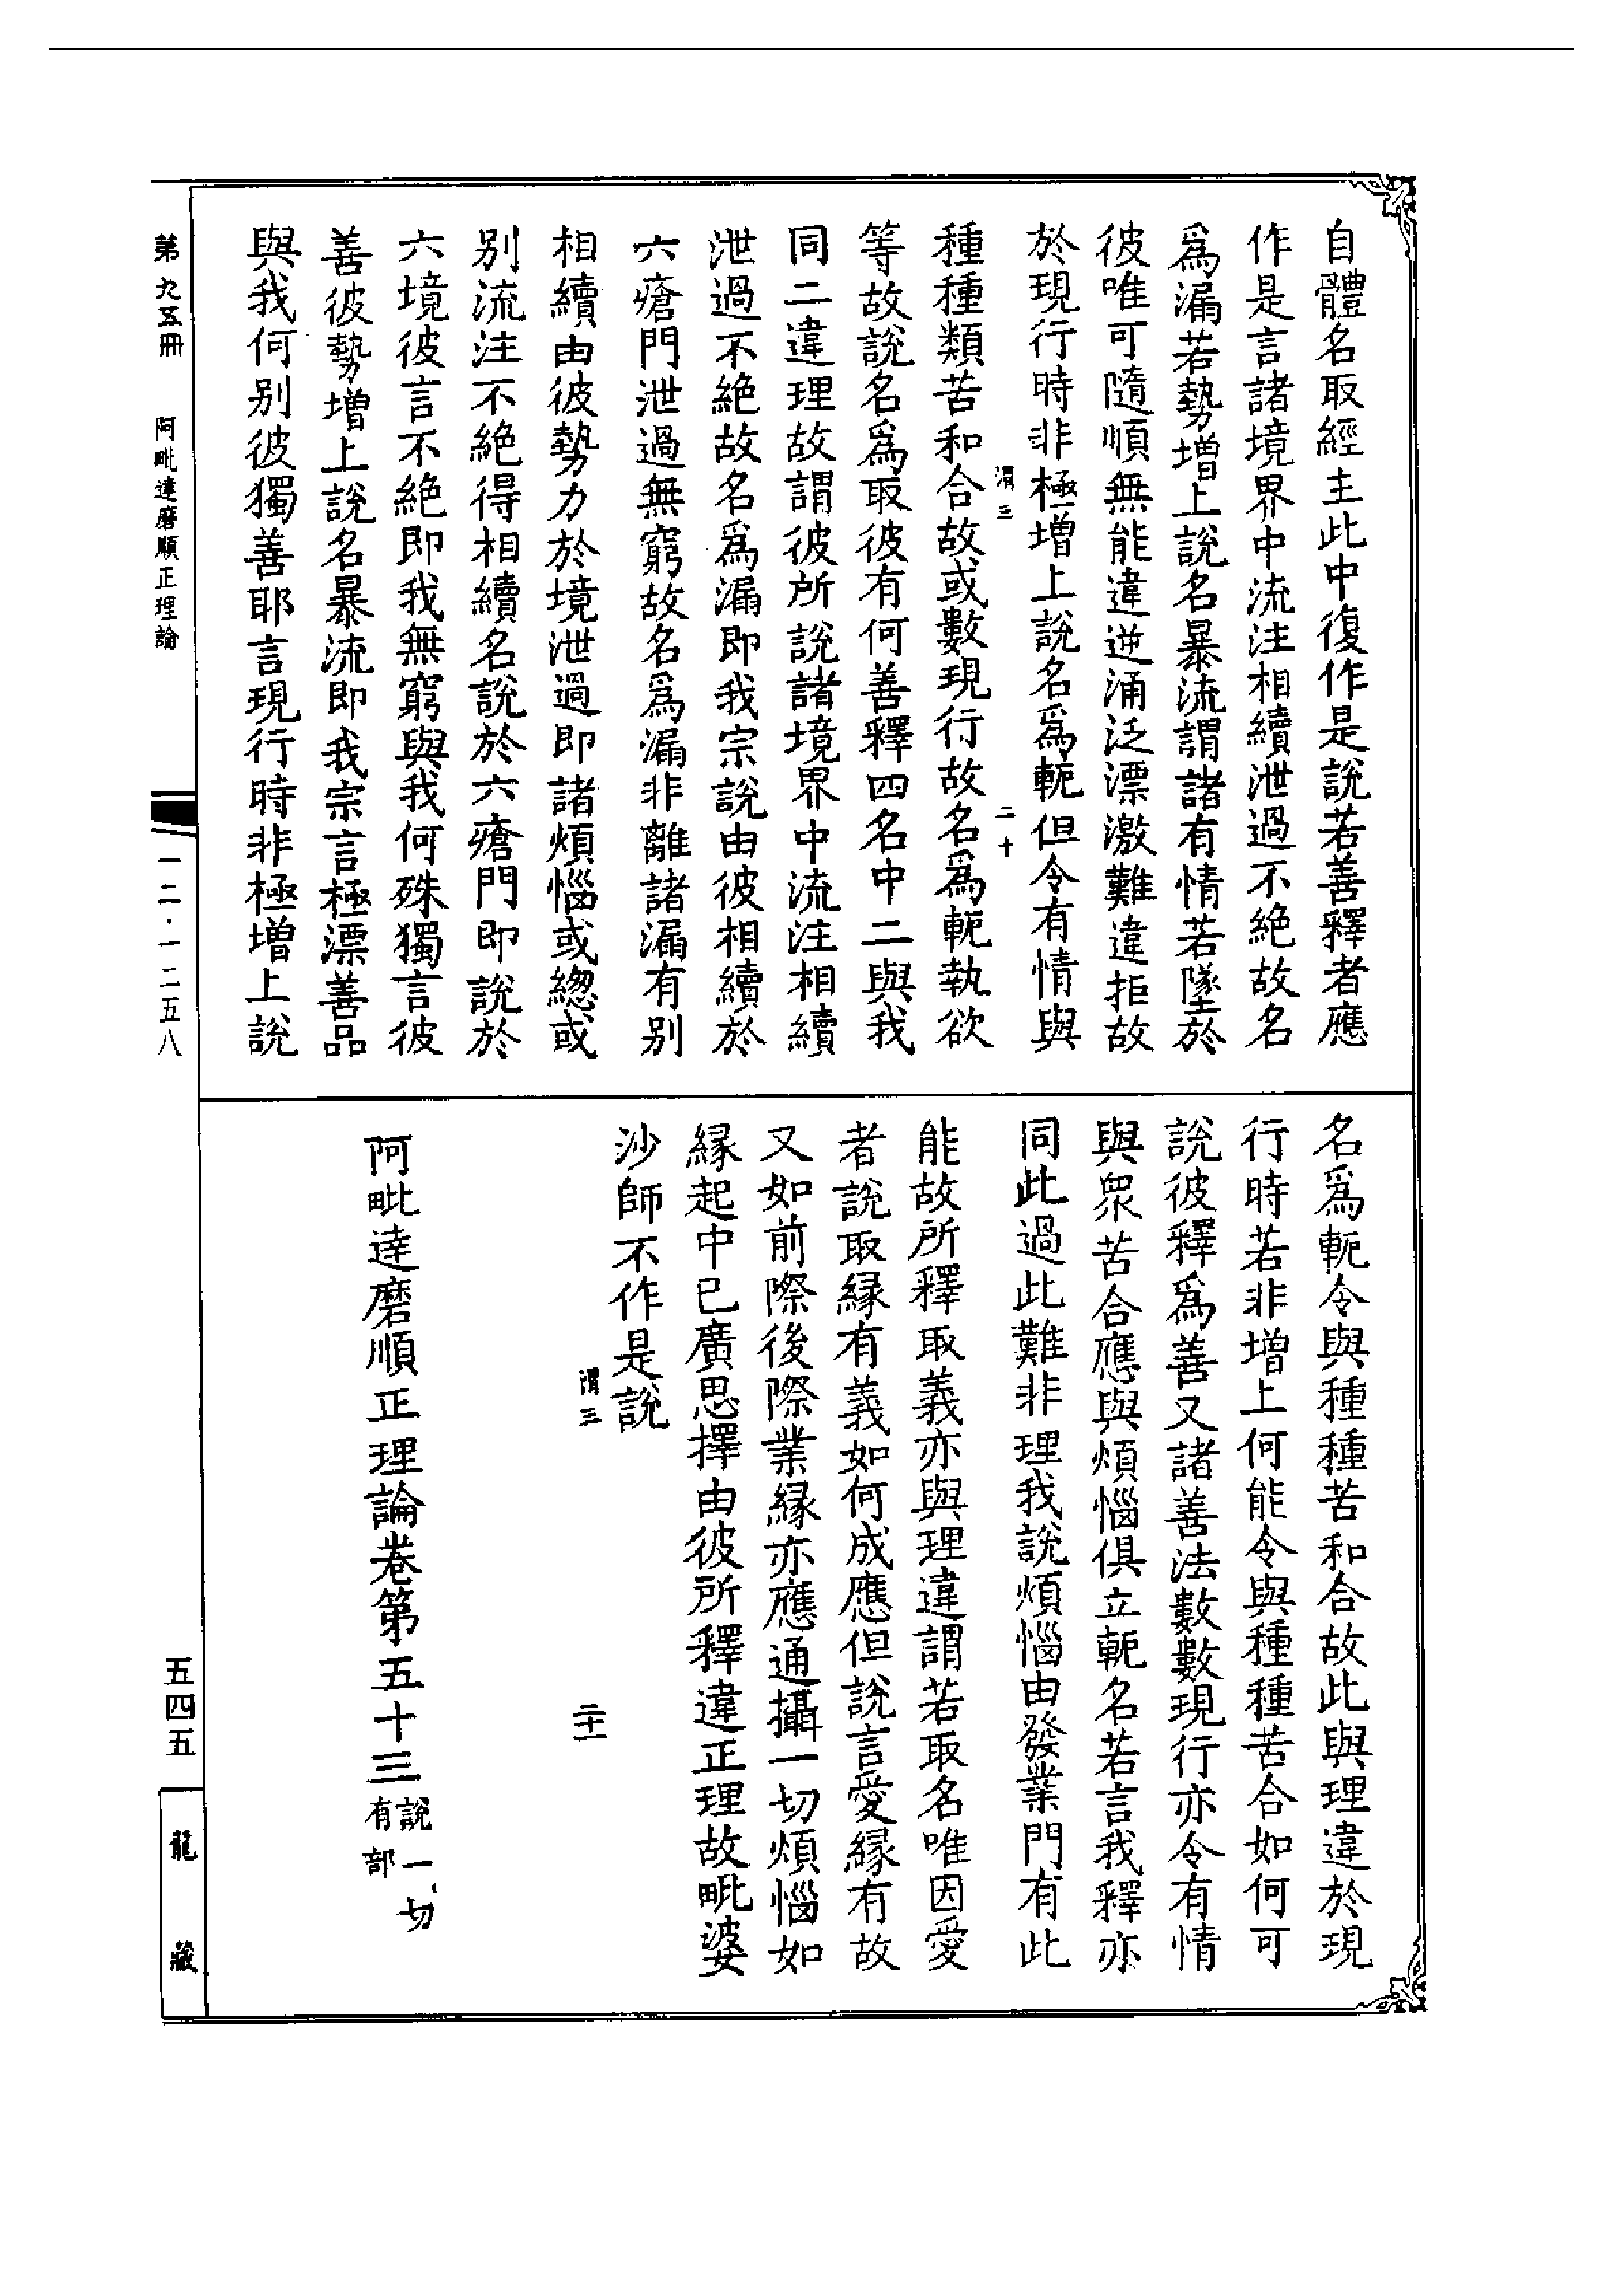 自體名取經主此中復作是說若善釋者應
作是言諸境界中流注相續泄過不絶故名
爲漏若勢增上說名暴流謂諸有情若墜於
彼唯可隨順無能違逆涌泛漂激難違拒故
於現行時非極增上說名爲軛但令有情與
渭三 二十
種種類苦和合故或數現行故名爲軛執欲
等故說名爲取彼有何善釋四名中二與我
同二違理故謂彼所說諸境界中流注相續
泄過不絶故名爲漏即我宗說由彼相續於
六瘡門泄過無窮故名爲漏非離諸漏有别
相續由彼勢力於境泄過即諸煩惱或緫或
别流注不絶得相續名說於六瘡門即說於
六境彼言不絶即我無窮與我何殊獨言彼
善彼勢增上說名暴流即我宗言極漂善品
與我何别彼獨善耶言現行時非極增上說
名爲軛令與種種苦和合故此與理違於現
行時若非增上何能令與種種苦合如何可
說彼釋爲善又諸善法數數現行亦令有情
與衆苦合應與煩惱俱立軛名若言我釋亦
同此過此難非理我說煩惱由發業門有此
能故所釋取義亦與理違謂若取名唯因愛
者說取緣有義如何成應但說言愛緣有故
又如前際後際業緣亦應通攝一切煩惱如
緣起中已廣思擇由彼所釋違正理故毗婆
沙師不作是說
渭三 二十一
阿毗達磨順正理論卷第五十三 說一切有部
第九五冊 阿毗達磨順正理論 一二·一二五八 五四五 龍藏